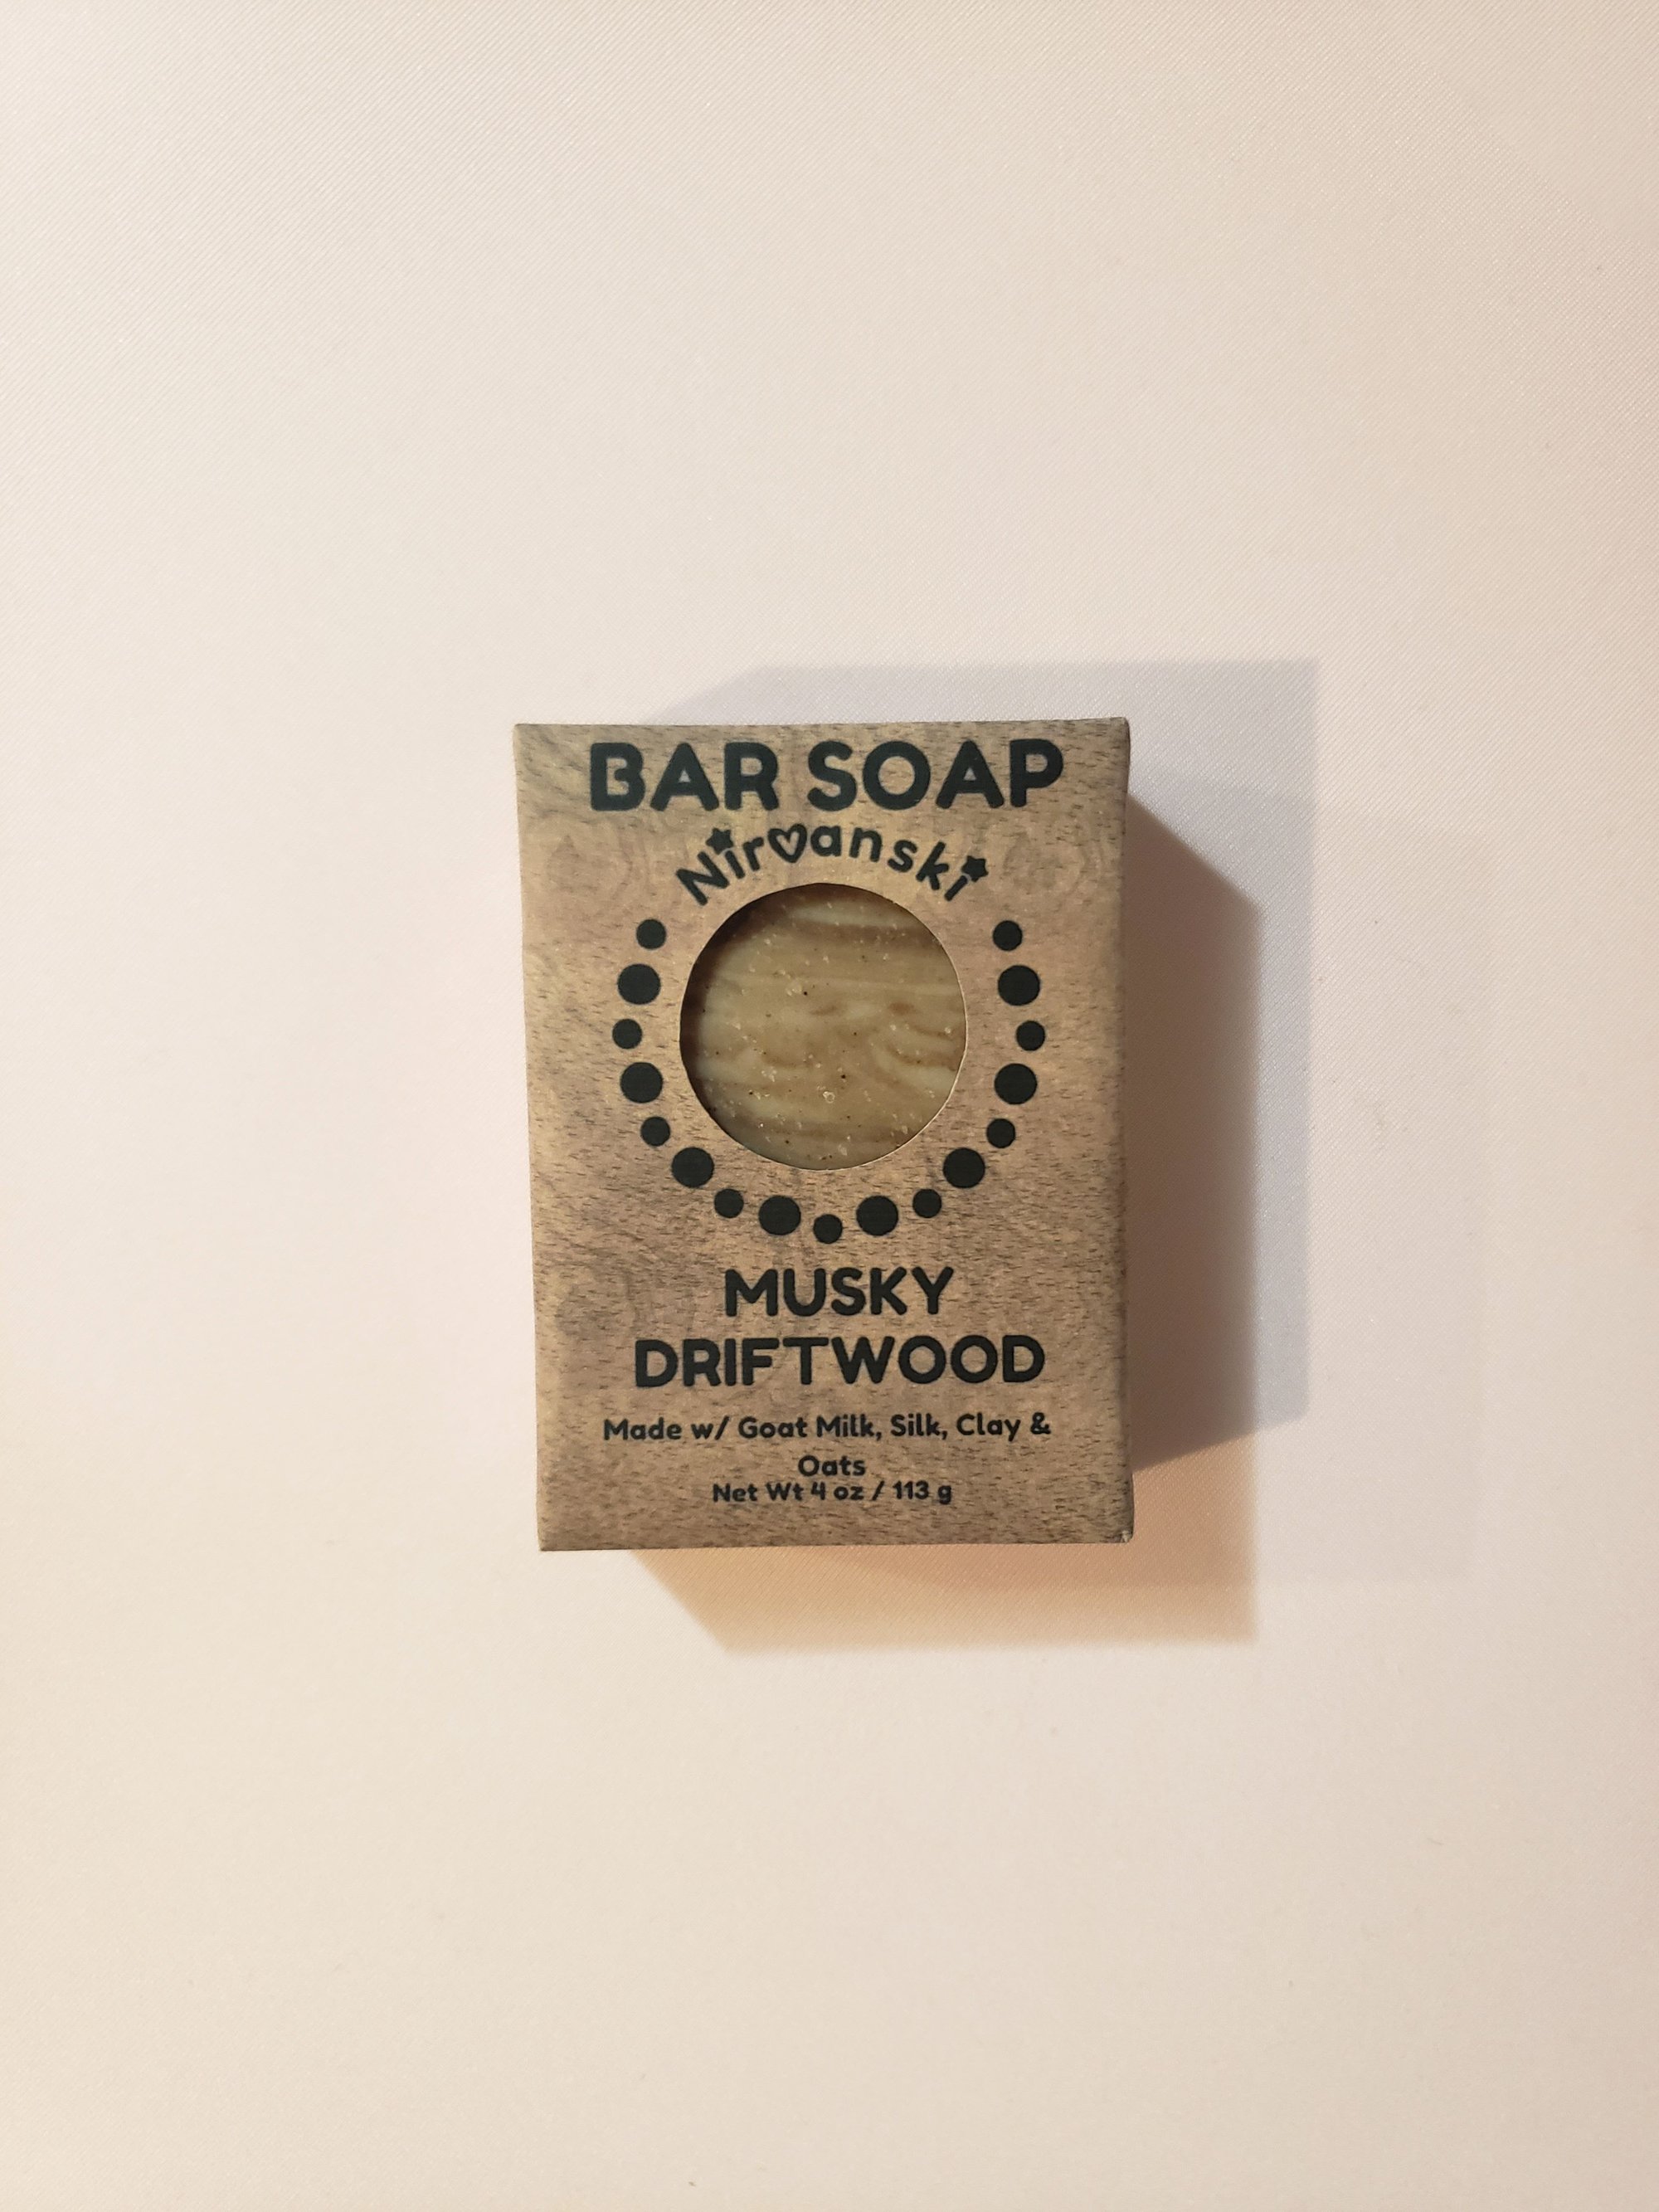 BAR SOAP
Nirvanski
MUSKY
DRIFTWOOD
Made w/ Goat Milk, Silk, Clay &
Oats
Net Wt 4 oz / 113 g